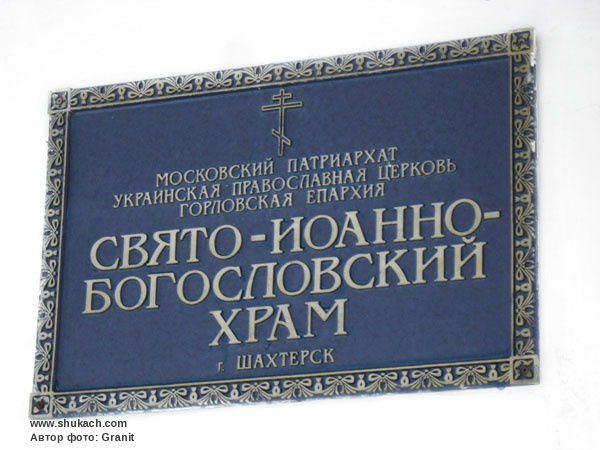 МОСКОВСКИЙ ПАТРИАРХАТ
УКРАИНСКАЯ ПРАВОСЛАВНАЯ ЦЕРКОВЬ
ГОРЛОВСКАЯ ЕПАРХИЯ
СВЯТО-ИОАННО-
БОГОСЛОВСКИЙ
ХРАМ
г. ШАХТЕРСК
www.shukach.com
Автор фото: Granit